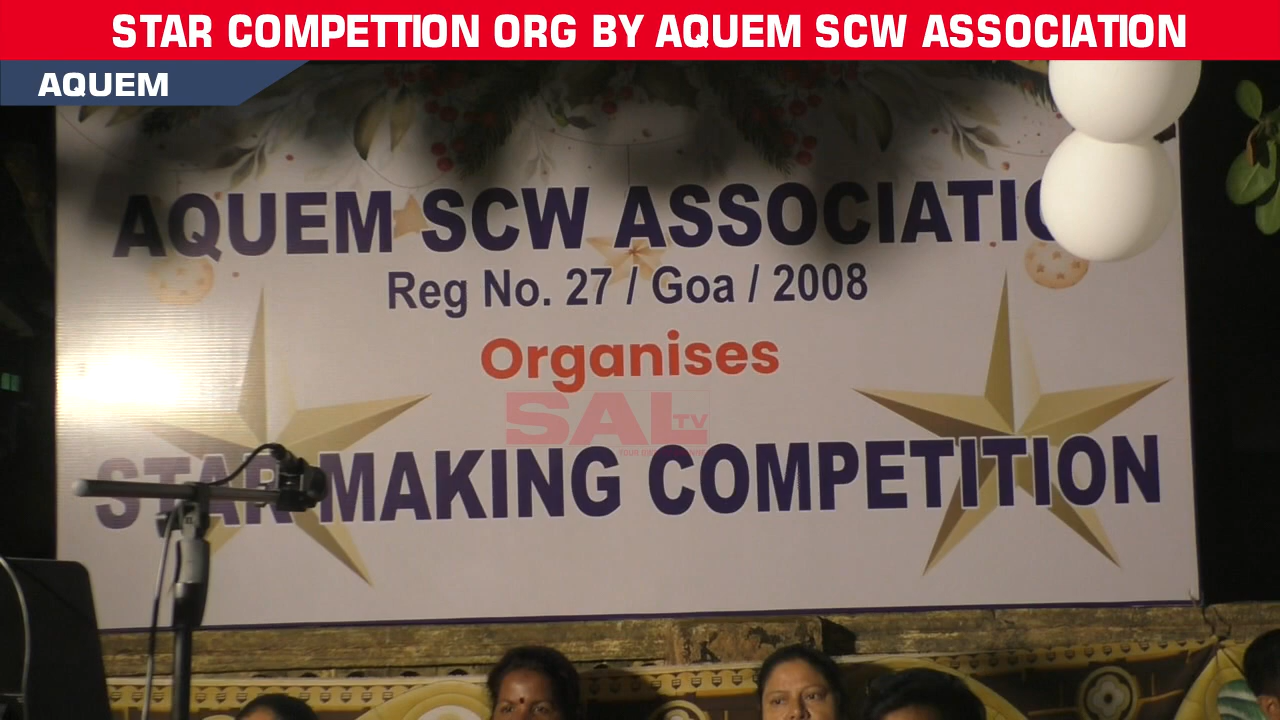 STAR COMPETTION ORG BY AQUEM SCW ASSOCIATION
AQUEM
AQUEM SCW ASSOCIATIO
Reg No. 27 / Goa / 2008
Organises
SAL TV
STAR MAKING COMPETITION